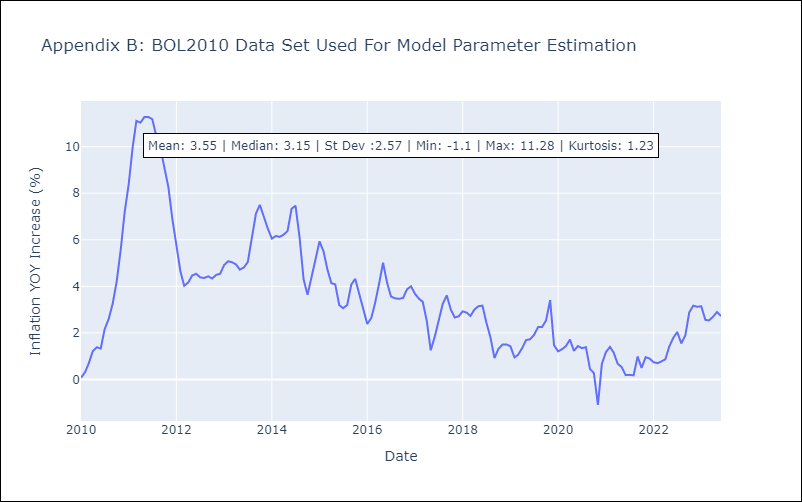 Appendix B: BOL2010 Data Set Used For Model Parameter Estimation
Mean: 3.55 | Median: 3.15 | St Dev :2.57 | Min: -1.1 | Max: 11.28 | Kurtosis: 1.23
Inflation YOY Increase (%)
10
8
6
4
2
0
2010 2012 2014 2016 2018 2020 2022
Date